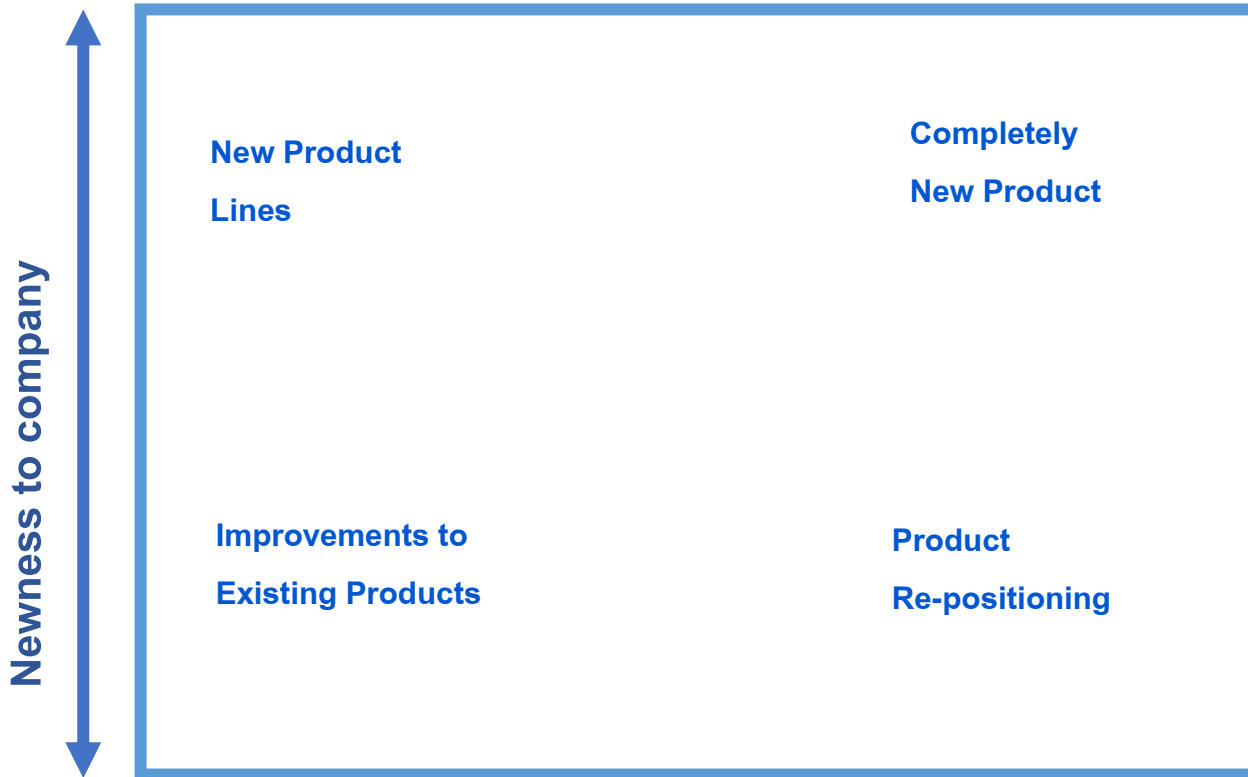 Newness to company
New Product
Lines
Completely
New Product
Improvements to
Existing Products
Product
Re-positioning